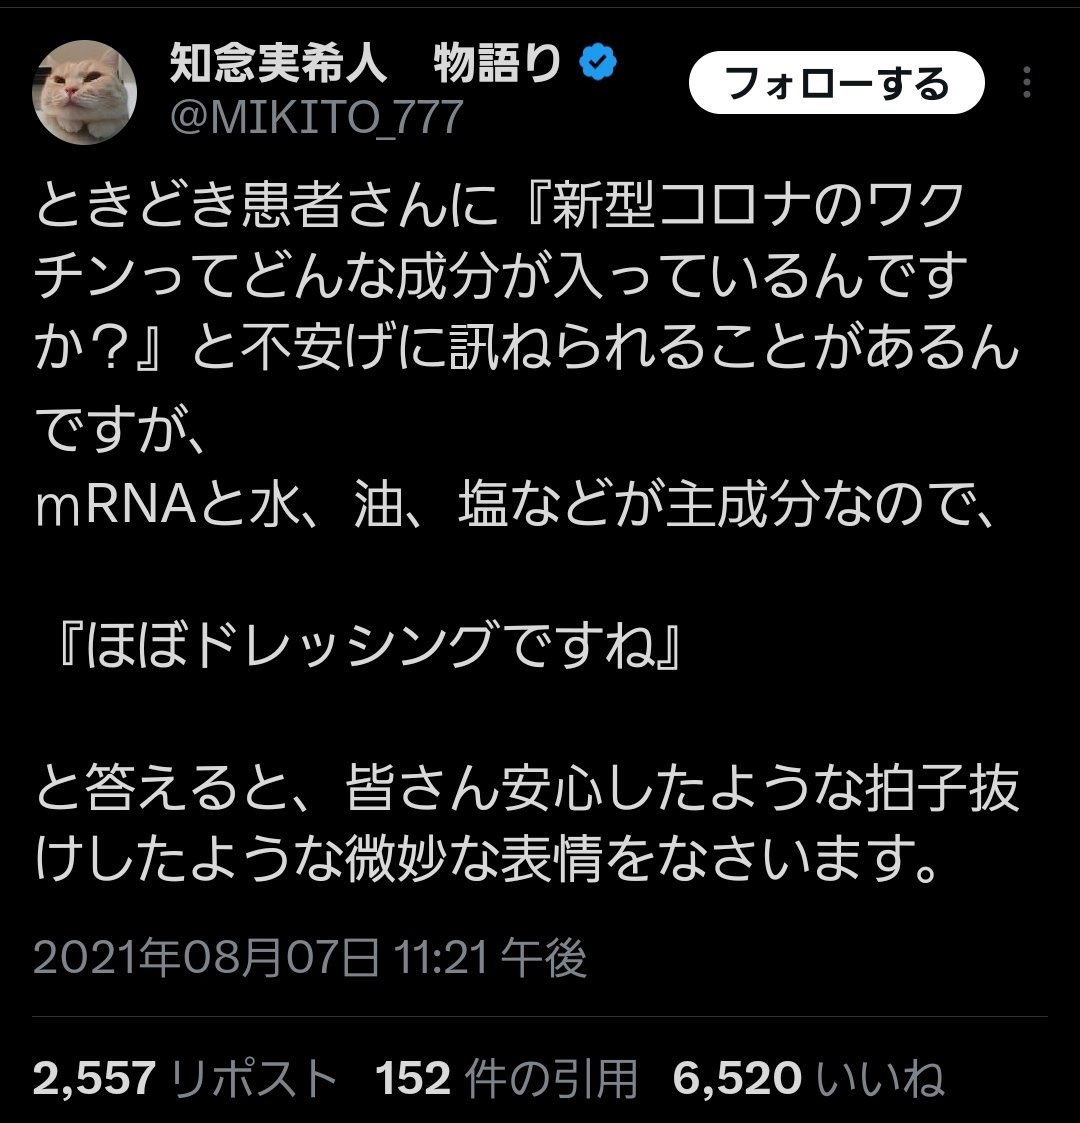 知念実希人　物語り
フォローする
@MIKITO_777
ときどき患者さんに『新型コロナのワク
チンってどんな成分が入っているんです
か？』と不安げに訊ねられることがあるん
ですが、
mRNAと水、油、塩などが主成分なので、
『ほぼドレッシングですね』
と答えると、皆さん安心したような拍子抜
けしたような微妙な表情をなさいます。
2021年08月07日 11:21 午後
2,557 リポスト 152 件の引用 6,520 いいね